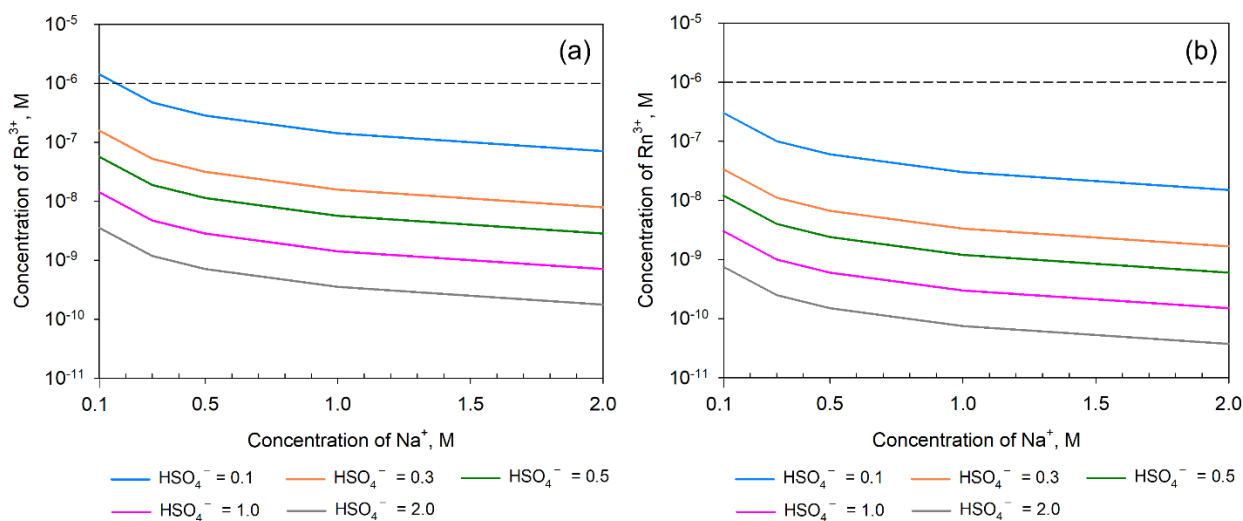 (a)
Concentration of Rn³⁺, M
10⁻⁵
10⁻⁶
10⁻⁷
10⁻⁸
10⁻⁹
10⁻¹⁰
10⁻¹¹
0.1 0.5 1.0 1.5 2.0
Concentration of Na⁺, M
HSO₄⁻ = 0.1 HSO₄⁻ = 0.3 HSO₄⁻ = 0.5
HSO₄⁻ = 1.0 HSO₄⁻ = 2.0
(b)
Concentration of Rn³⁺, M
10⁻⁵
10⁻⁶
10⁻⁷
10⁻⁸
10⁻⁹
10⁻¹⁰
10⁻¹¹
0.1 0.5 1.0 1.5 2.0
Concentration of Na⁺, M
HSO₄⁻ = 0.1 HSO₄⁻ = 0.3 HSO₄⁻ = 0.5
HSO₄⁻ = 1.0 HSO₄⁻ = 2.0